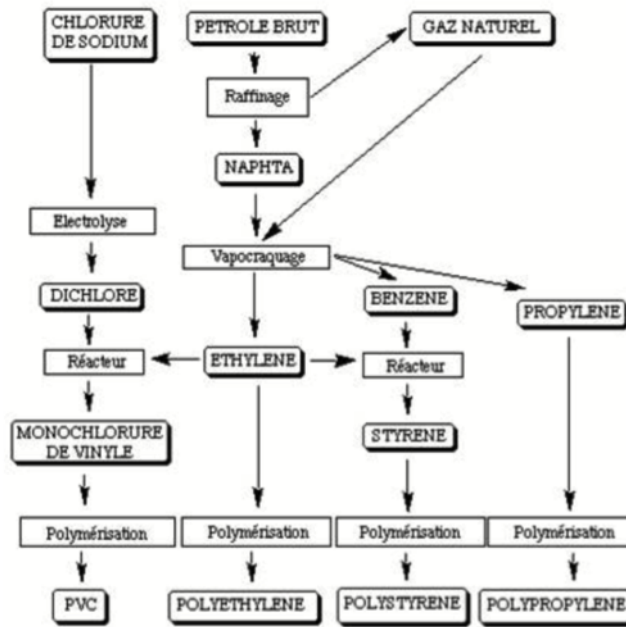 CHLORURE
DE SODIUM
PETROLE BRUT
GAZ NATUREL
Raffinage
NAPHTA
Electrolyse
Vapocraquage
DICHLORE
BENZENE
PROPYLENE
Réacteur
ETHYLENE
Réacteur
MONOCHLORURE
DE VINYLE
STYRENE
Polymérisation
Polymérisation
Polymérisation
Polymérisation
PVC
POLYETHYLENE
POLYSTYRENE
POLYPROPYLENE